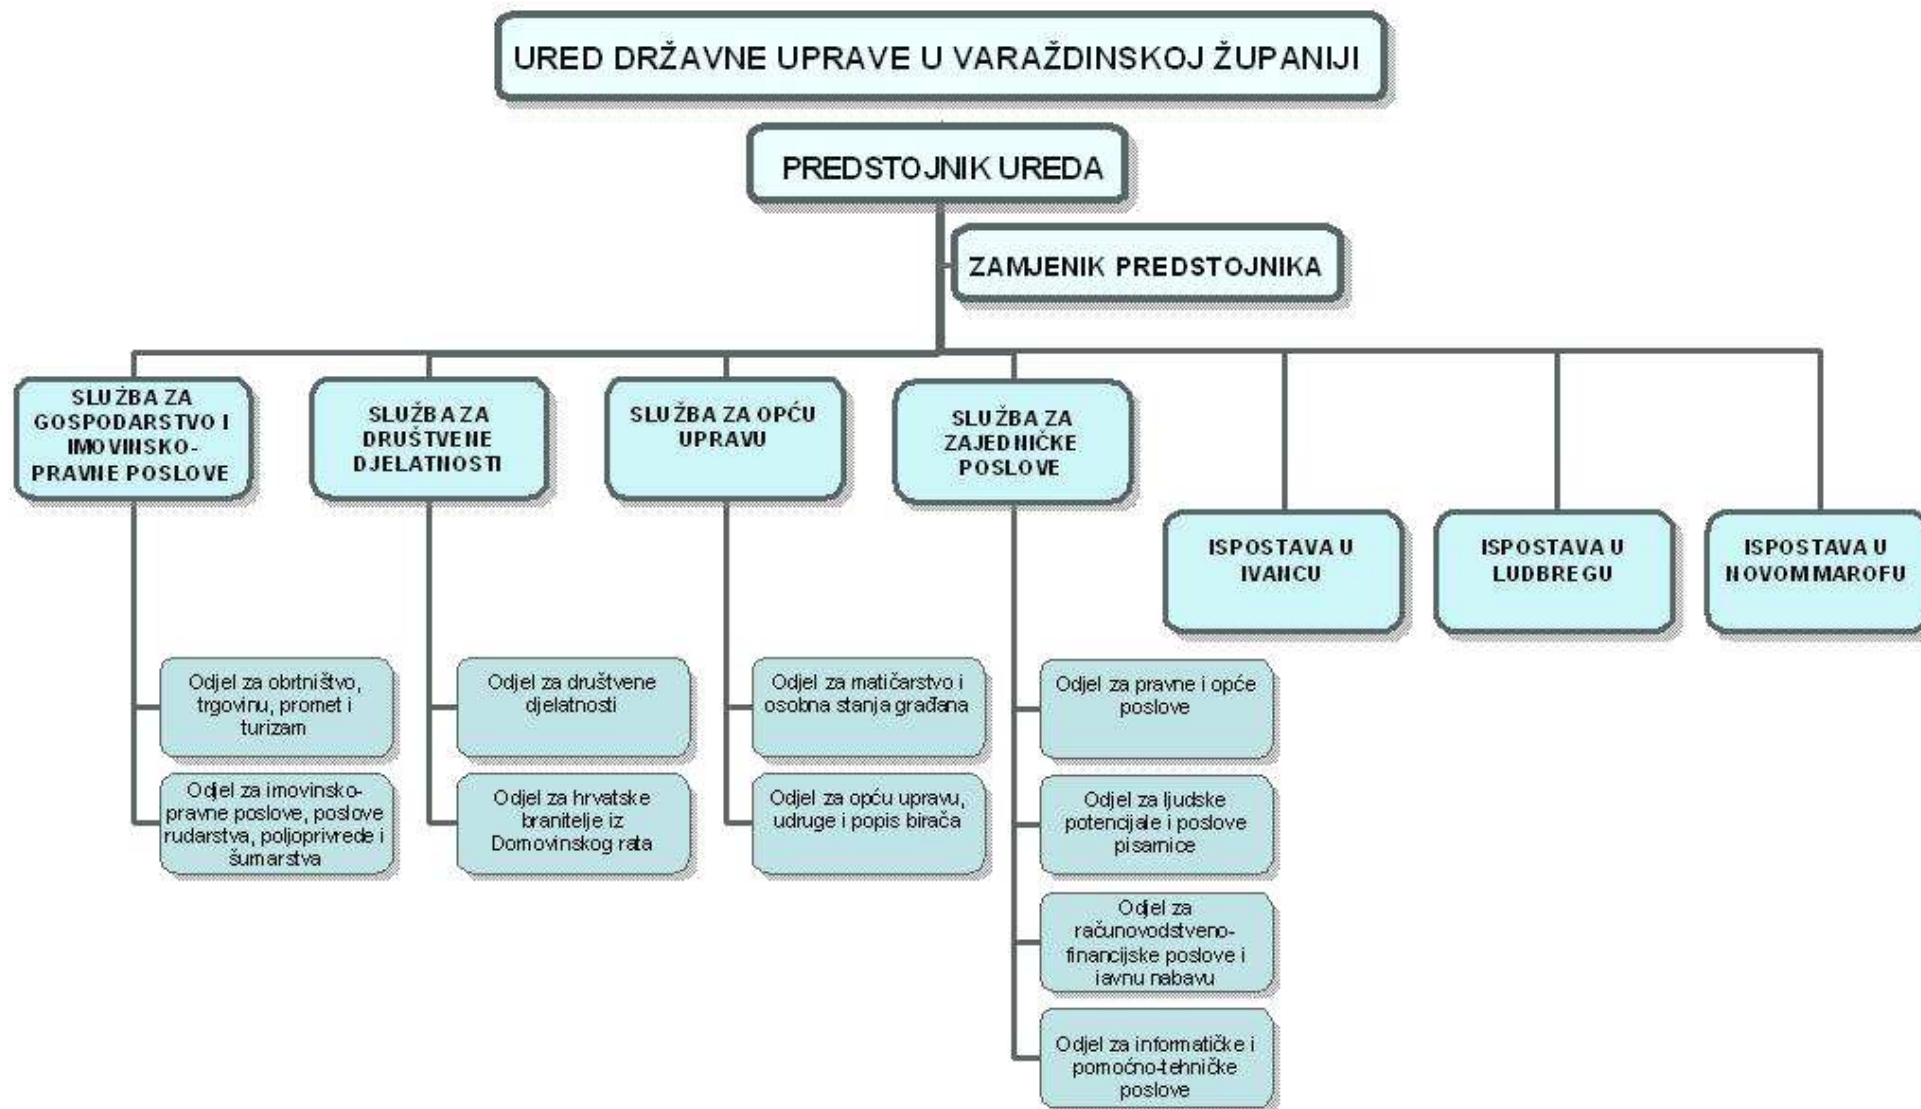 URED DRŽAVNE UPRAVE U VARAŽDINSKOJ ŽUPANIJI
PREDSTOJNIK UREDA
ZAMJENIK PREDSTOJNIKA
SLUŽBA ZA
GOSPODARSTVO I
IMOVINSKO-
PRAVNE POSLOVE
SLUŽBA ZA
DRUŠTVENE
DJELATNOSTI
SLUŽBA ZA OPĆU
UPRAVU
SLUŽBA ZA
ZAJEDNIČKE
POSLOVE
ISPOSTAVA U
IVANCU
ISPOSTAVA U
LUDBREGU
ISPOSTAVA U
NOVOM MAROFU
Odjel za obrtništvo,
trgovinu, promet i
turizam
Odjel za imovinsko-
pravne poslove, poslove
rudarstva, poljoprivrede i
šumarstva
Odjel za društvene
djelatnosti
Odjel za hrvatske
branitelje iz
Domovinskog rata
Odjel za matičarstvo i
osobna stanja građana
Odjel za opću upravu,
udruge i popis birača
Odjel za pravne i opće
poslove
Odjel za ljudske
potencijale i poslove
pisarnice
Odjel za
računovodstveno-
financijske poslove i
javnu nabavu
Odjel za informatičke i
pomoćno-tehničke
poslove